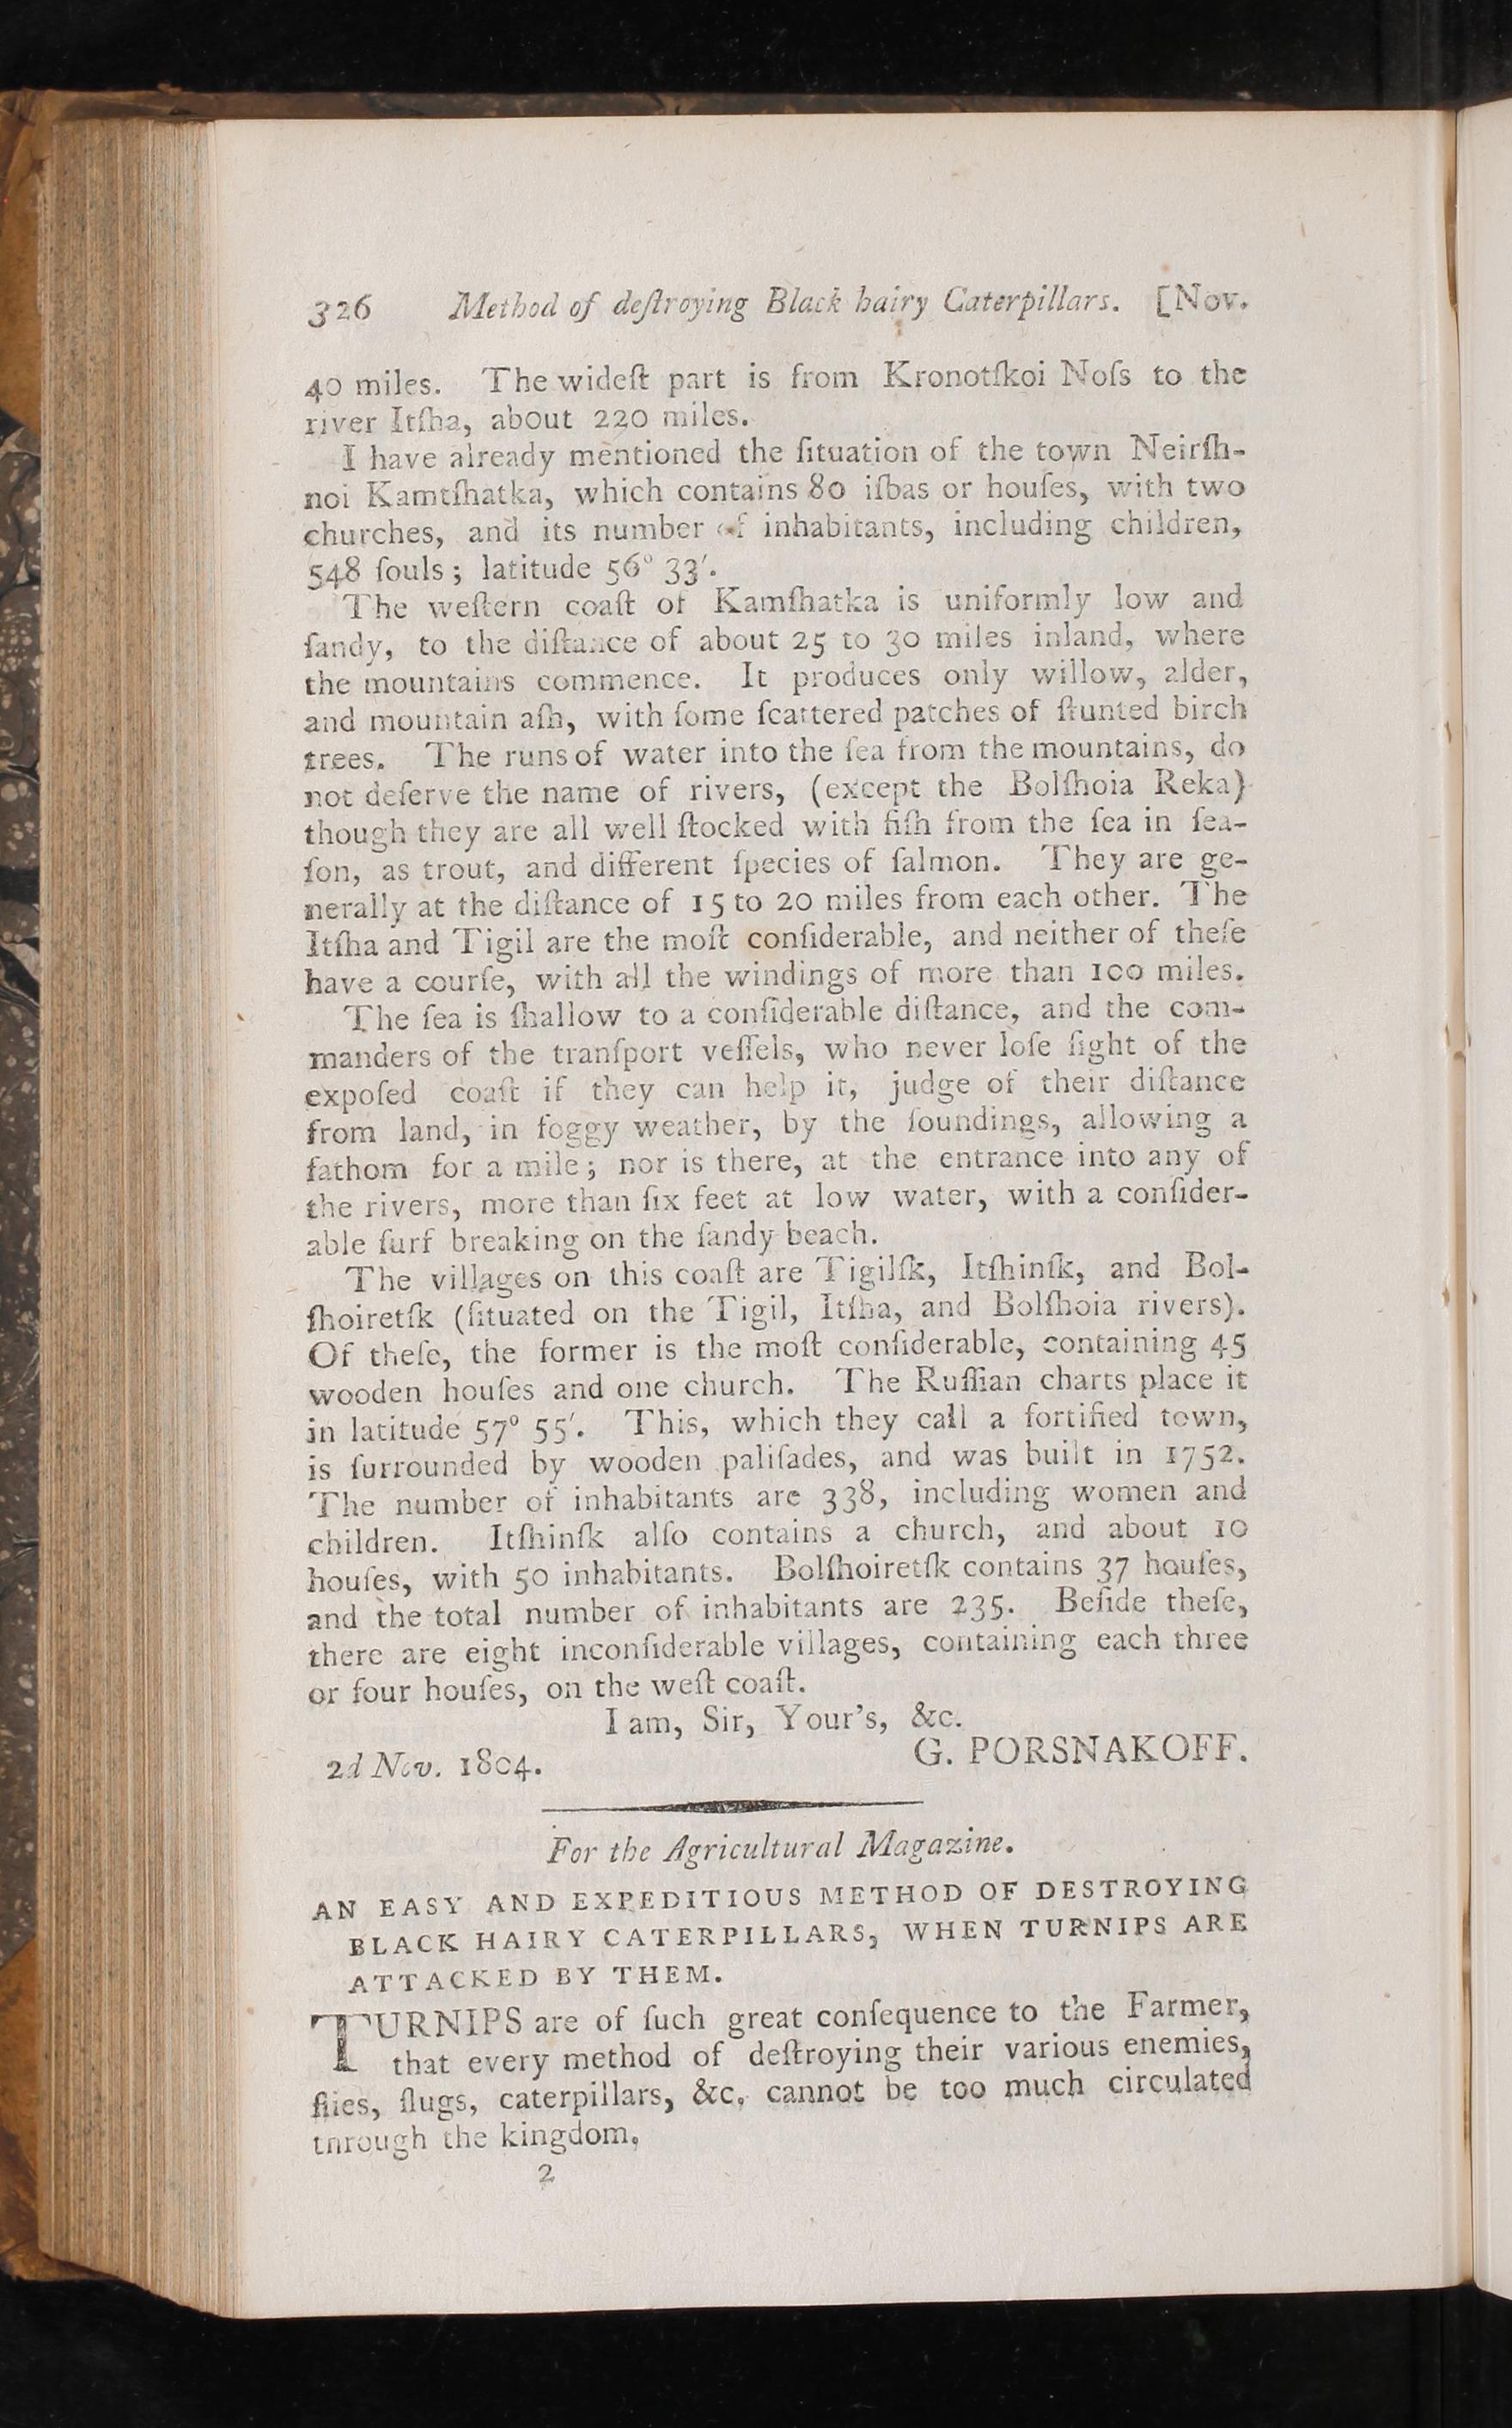 326 Method of deſtroying Black hairy Caterpillars. [Nov.
40 miles. The wideſt part is from Kronotſkoi Noſs to the
river Itſha, about 220 miles.
I have already mentioned the ſituation of the town Neirſh-
noi Kamtſhatka, which contains 80 iſbas or houſes, with two
churches, and its number of inhabitants, including children,
548 ſouls; latitude 56° 33′.
The weſtern coaſt of Kamſhatka is uniformly low and
ſandy, to the diſtance of about 25 to 30 miles inland, where
the mountains commence. It produces only willow, alder,
and mountain aſh, with ſome ſcattered patches of ſtunted birch
trees. The runs of water into the ſea from the mountains, do
not deſerve the name of rivers, (except the Bolſhoia Reka)
though they are all well ſtocked with fiſh from the ſea in ſea-
ſon, as trout, and different ſpecies of ſalmon. They are ge-
nerally at the diſtance of 15 to 20 miles from each other. The
Itſha and Tigil are the moſt conſiderable, and neither of theſe
have a courſe, with all the windings of more than 100 miles.
The ſea is ſhallow to a conſiderable diſtance, and the com-
manders of the tranſport veſſels, who never loſe ſight of the
expoſed coaſt if they can help it, judge of their diſtance
from land, in foggy weather, by the ſoundings, allowing a
fathom for a mile; nor is there, at the entrance into any of
the rivers, more than ſix feet at low water, with a conſider-
able ſurf breaking on the ſandy beach.
The villages on this coaſt are Tigilſk, Itſhinſk, and Bol-
ſhoiretſk (ſituated on the Tigil, Itſha, and Bolſhoia rivers).
Of theſe, the former is the moſt conſiderable, containing 45
wooden houſes and one church. The Ruſſian charts place it
in latitude 57° 55′. This, which they call a fortified town,
is ſurrounded by wooden paliſades, and was built in 1752.
The number of inhabitants are 338, including women and
children. Itſhinſk alſo contains a church, and about 10
houſes, with 50 inhabitants. Bolſhoiretſk contains 37 houſes,
and the total number of inhabitants are 235. Beſide theſe,
there are eight inconſiderable villages, containing each three
or four houſes, on the weſt coaſt.
I am, Sir, Your's, &c.
G. PORSNAKOFF.
2d Nov. 1804.
For the Agricultural Magazine.
AN EASY AND EXPEDITIOUS METHOD OF DESTROYING
BLACK HAIRY CATERPILLARS, WHEN TURNIPS ARE
ATTACKED BY THEM.
TURNIPS are of ſuch great conſequence to the Farmer,
that every method of deſtroying their various enemies,
flies, ſlugs, caterpillars, &c. cannot be too much circulated
through the kingdom.
2